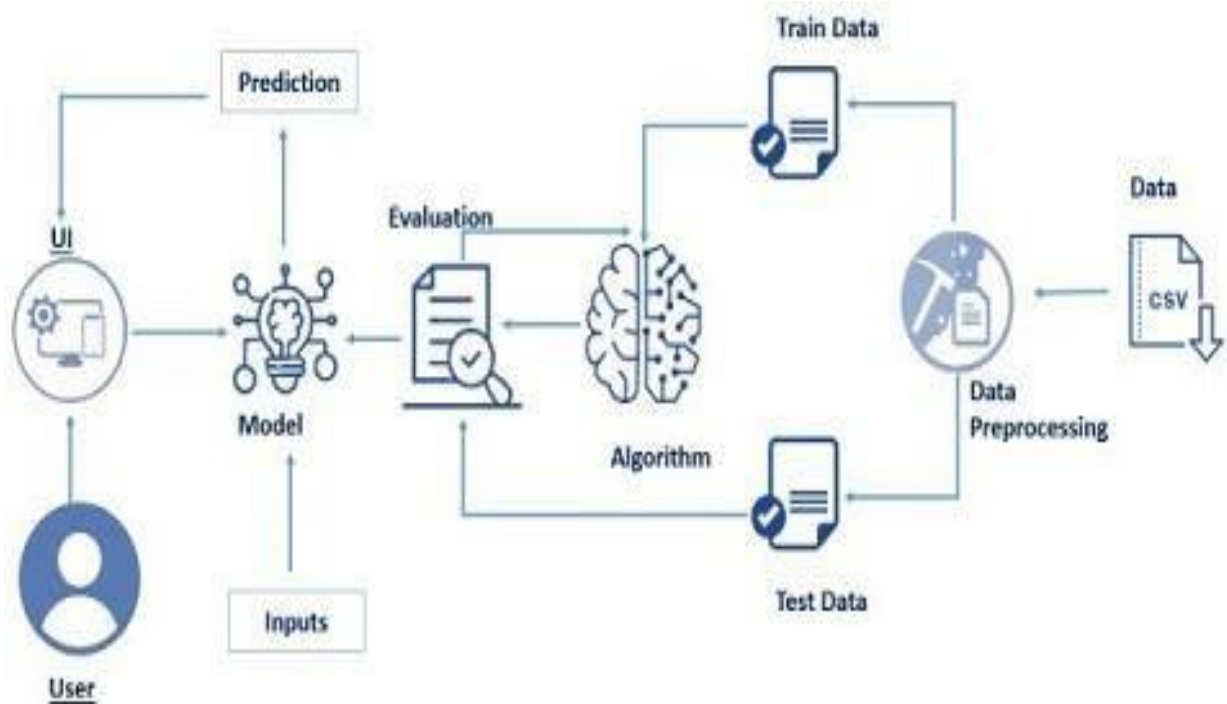 Train Data
Prediction
Data
Evaluation
UI
CSV
Data
Preprocessing
Model
Algorithm
Test Data
Inputs
User